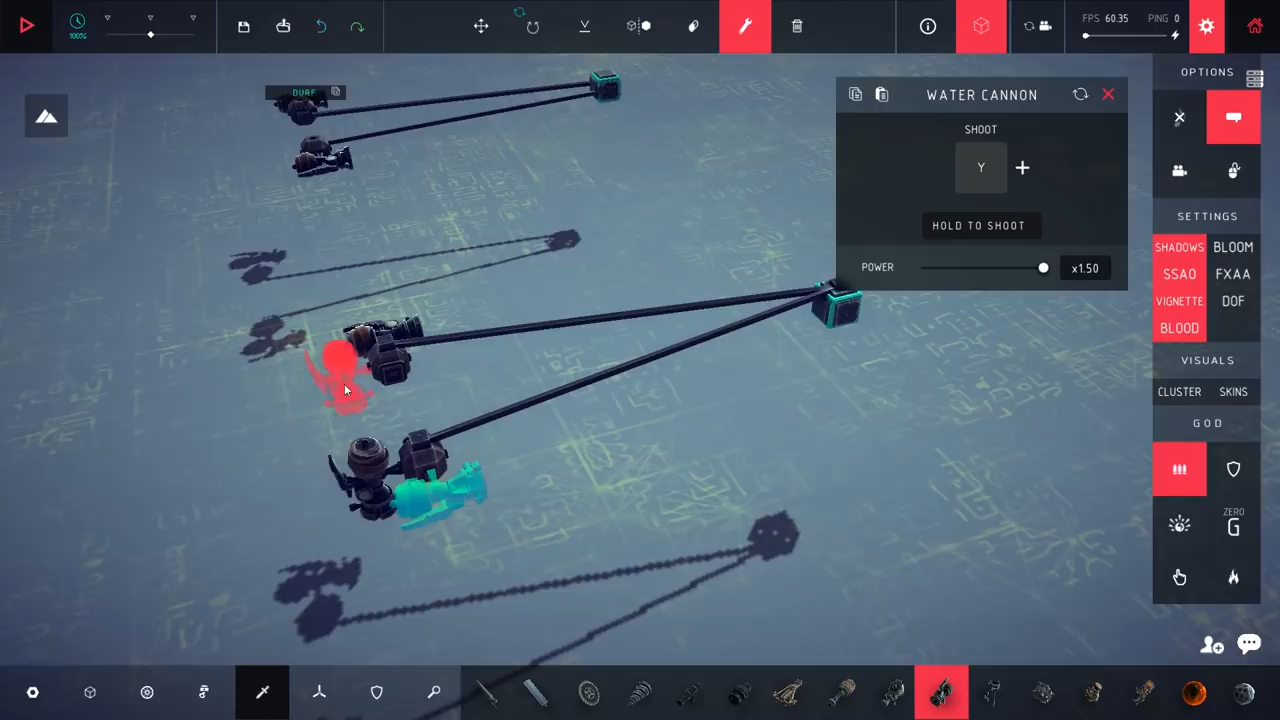 100%
FPS 60.35 PING 0
OPTIONS
DURF
WATER CANNON
SHOOT
Y
HOLD TO SHOOT
POWER x1.50
SETTINGS
SHADOWS BLOOM
SSAO FXAA
VIGNETTE DOF
BLOOD
VISUALS
CLUSTER SKINS
GOD
ZERO
G